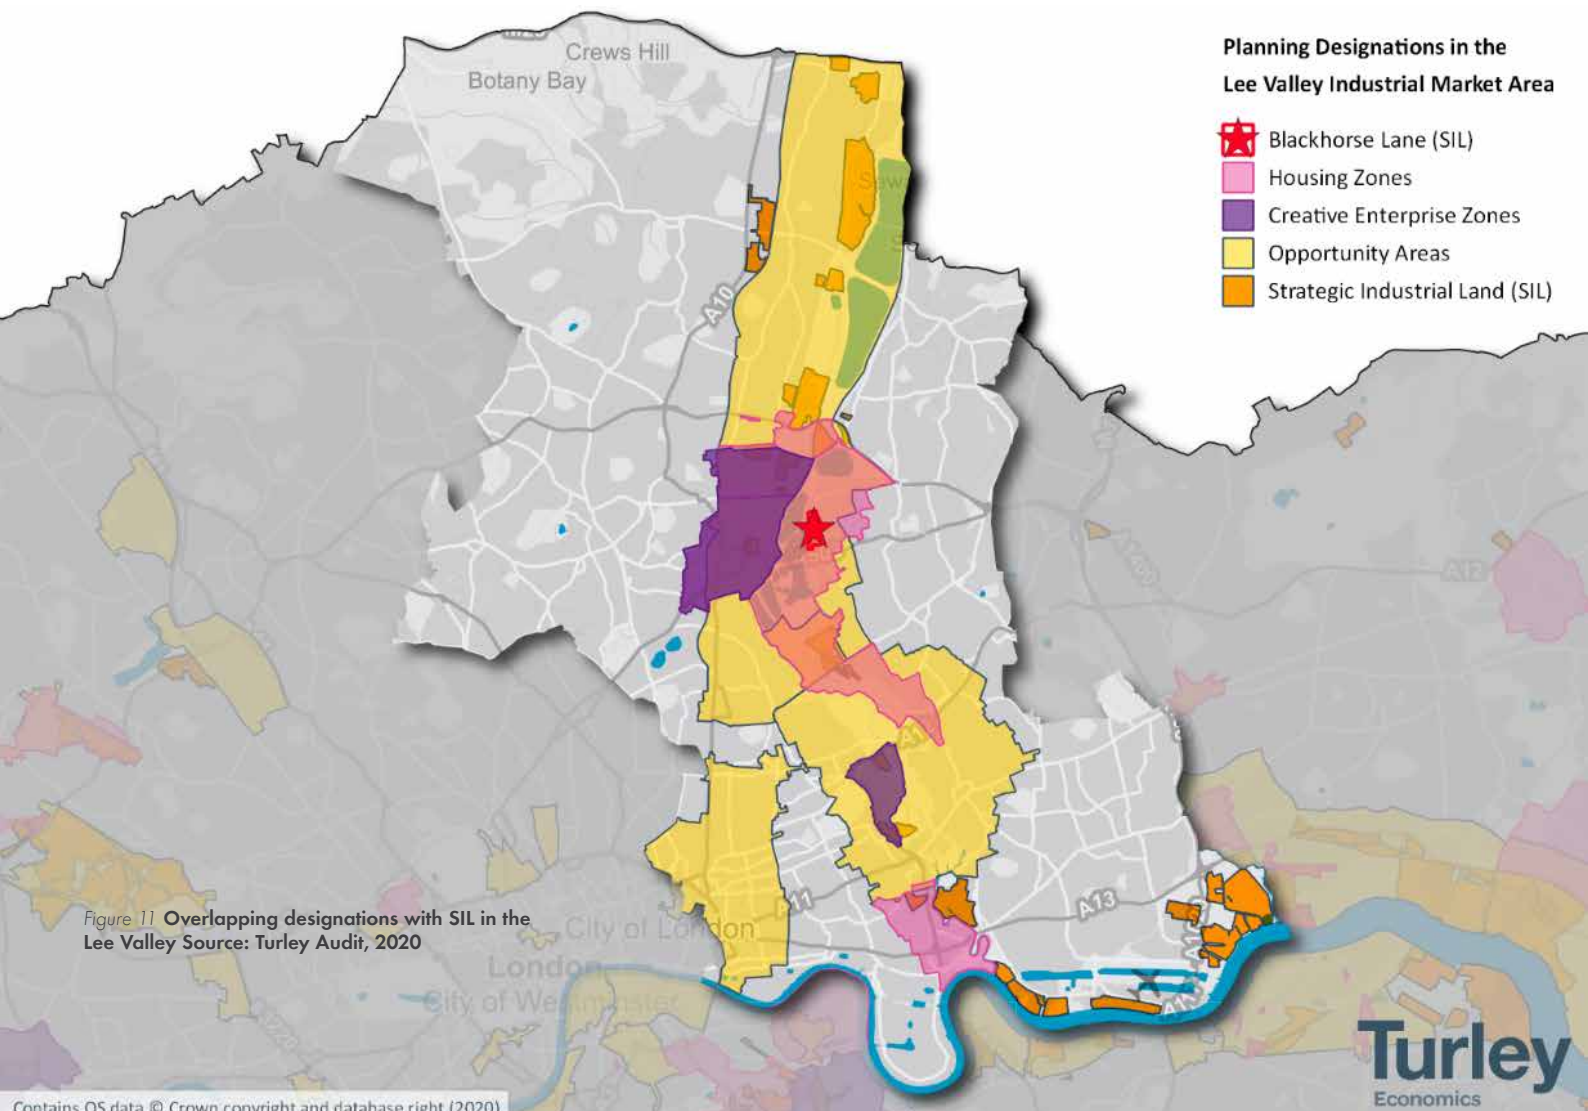 Crews Hill
Botany Bay
Planning Designations in the
Lee Valley Industrial Market Area
Blackhorse Lane (SIL)
Housing Zones
Creative Enterprise Zones
Opportunity Areas
Strategic Industrial Land (SIL)
A10
A12
A13
Figure 11 Overlapping designations with SIL in the
Lee Valley Source: Turley Audit, 2020
City of London
London
City of Westminster
Turley
Economics
Contains OS data © Crown copyright and database right (2020)